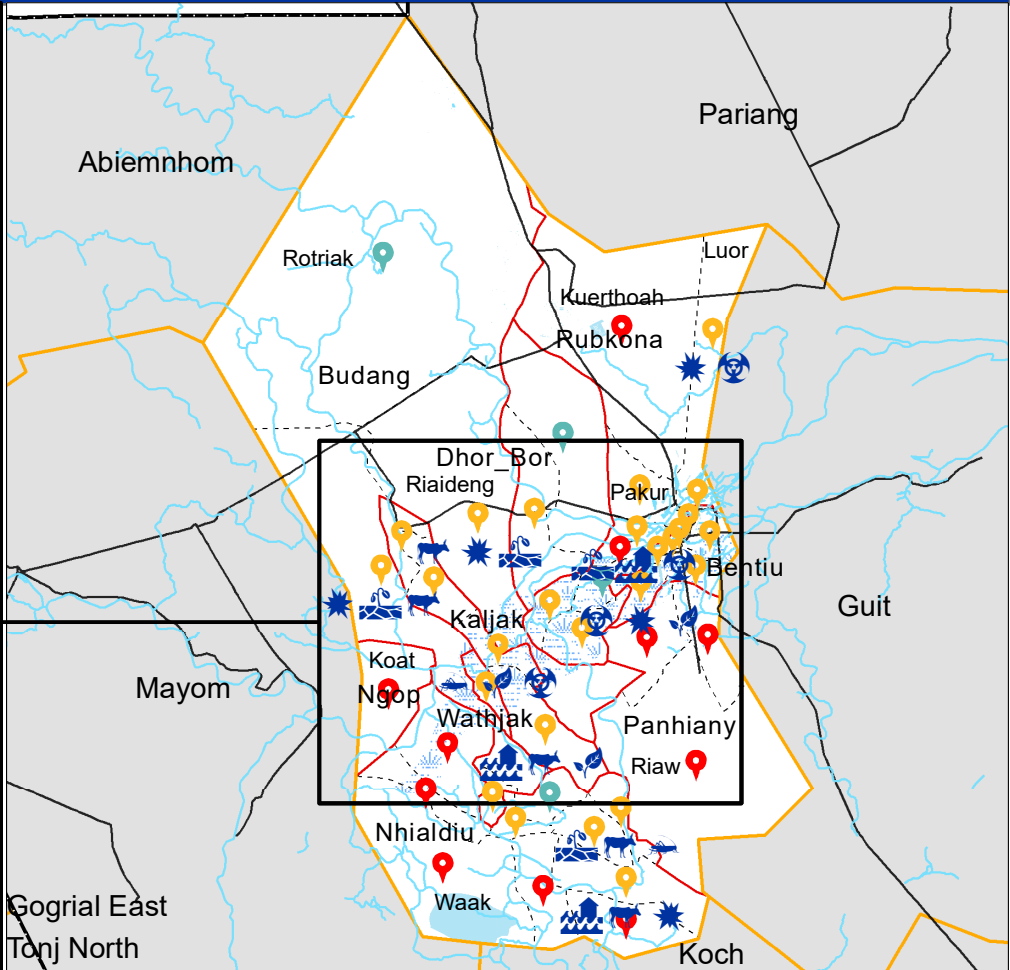 Pariang
Abiemnhom
Luor
Rotriak
Kuerthoah
Rubkona
Budang
Dhor_Bor
Riaideng
Pakur
Bentiu
Guit
Kaljak
Koat
Mayom
Ngop
Wathjak
Panhiany
Riaw
Nhialdiu
Waak
Gogrial East
Tonj North
Koch